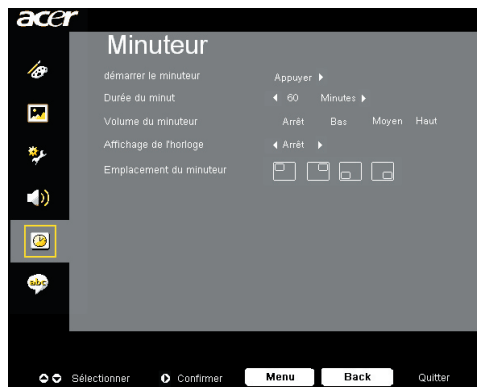 acer
Minuteur
démarrer le minuteur Appuyer
Durée du minut 60 Minutes
Volume du minuteur Arrêt Bas Moyen Haut
Affichage de l'horloge Arrêt
Emplacement du minuteur
abc
Sélectionner Confirmer Menu Back Quitter